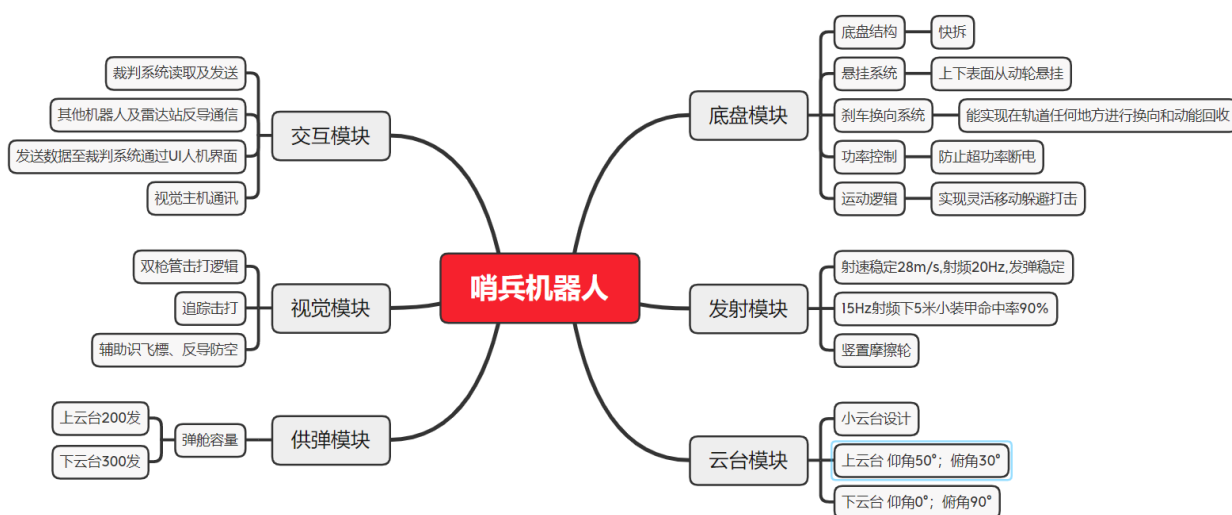 哨兵机器人
交互模块
裁判系统读取及发送
其他机器人及雷达站反导通信
发送数据至裁判系统通过UI人机界面
视觉主机通讯
视觉模块
双枪管击打逻辑
追踪击打
辅助识飞標、反导防空
供弹模块
弹舱容量
上云台200发
下云台300发
底盘模块
底盘结构
快拆
悬挂系统
上下表面从动轮悬挂
刹车换向系统
能实现在轨道任何地方进行换向和动能回收
功率控制
防止超功率断电
运动逻辑
实现灵活移动躲避打击
发射模块
射速稳定28m/s,射频20Hz,发弹稳定
15Hz射频下5米小装甲命中率90%
竖置摩擦轮
云台模块
小云台设计
上云台 仰角50°；俯角30°
下云台 仰角0°；俯角90°